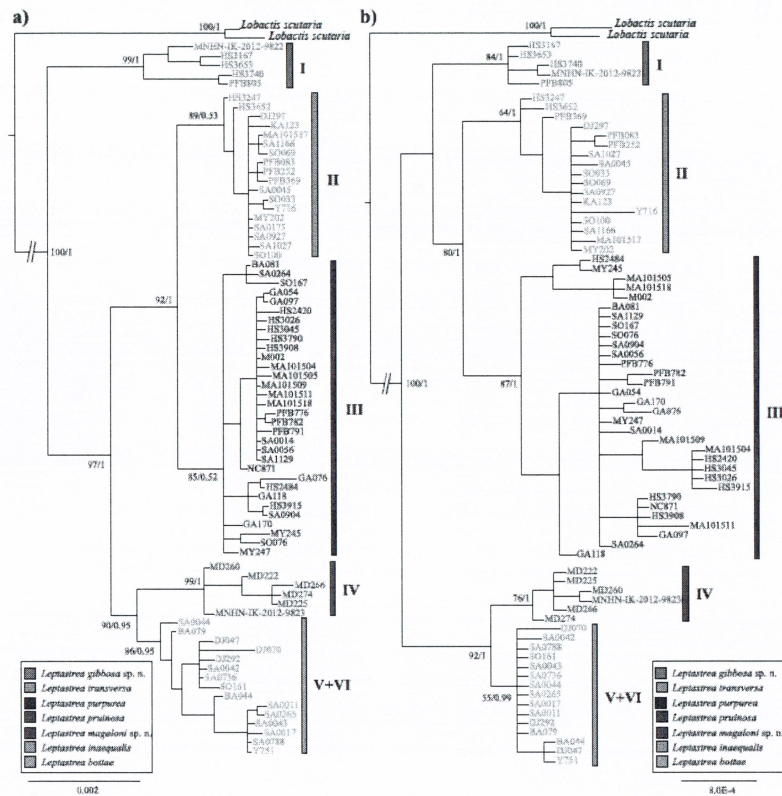 a)
Lobactis scutaria
100/1
Lobactis scutaria
MNHN-IK-2012-9822
99/1
HS3167
HS3653
I
HS3740
PFB805
HS3247
89/0.53
HS3652
DJ297
KA123
MA101517
SA1166
SO069
PFB083
PFB252
II
PFB369
SA0045
SO033
Y716
MY202
SA0175
SA0927
SA1027
100/1
SO100
BA081
SA0264
92/1
SO167
GA054
GA097
HS2420
HS3026
HS3045
HS3790
HS3908
M002
MA101504
MA101505
MA101509
MA101511
III
MA101518
PFB776
PFB782
PFB791
SA0014
SA0056
97/1
SA1129
NC871
85/0.52
GA076
HS2484
GA118
HS3915
SA0904
GA170
MY245
SO076
MY247
MD260
99/1
MD222
MD266
IV
MD274
MD225
MNHN-IK-2012-9823
90/0.95
SA0044
BA079
86/0.95
DJ047
DJ070
DJ292
SA0042
SA0736
SO161
V+VI
BA044
SA0011
SA0265
SA0043
SA0017
SA0788
Y751
Leptastrea gibbosa sp. n.
Leptastrea transversa
Leptastrea purpurea
Leptastrea pruinosa
Leptastrea magaloni sp. n.
Leptastrea inaequalis
Leptastrea bottae
0.002
b)
Lobactis scutaria
100/1
Lobactis scutaria
HS3167
84/1
HS3653
HS3740
I
MNHN-IK-2012-9822
PFB805
HS3247
64/1
HS3652
PFB369
DJ297
PFB083
PFB252
SA1027
SA0045
SO033
II
SO069
SA0927
KA123
Y716
SO100
SA1166
MA101517
80/1
MY202
HS2484
MY245
MA101505
MA101518
M002
BA081
SA1129
SO167
SO076
SA0904
SA0056
PFB776
87/1
PFB782
PFB791
100/1
GA054
GA170
III
GA076
MY247
SA0014
MA101509
MA101504
HS2420
HS3045
HS3026
HS3915
HS3790
NC871
HS3908
MA101511
GA097
SA0264
GA118
MD222
MD225
76/1
MD260
IV
MNHN-IK-2012-9823
MD266
MD274
92/1
DJ070
SA0042
SA0788
SO161
SA0043
SA0736
SA0044
V+VI
SA0265
55/0.99
SA0017
SA0011
DJ292
BA079
BA044
DJ047
Y751
Leptastrea gibbosa sp. n.
Leptastrea transversa
Leptastrea purpurea
Leptastrea pruinosa
Leptastrea magaloni sp. n.
Leptastrea inaequalis
Leptastrea bottae
8.0E-4